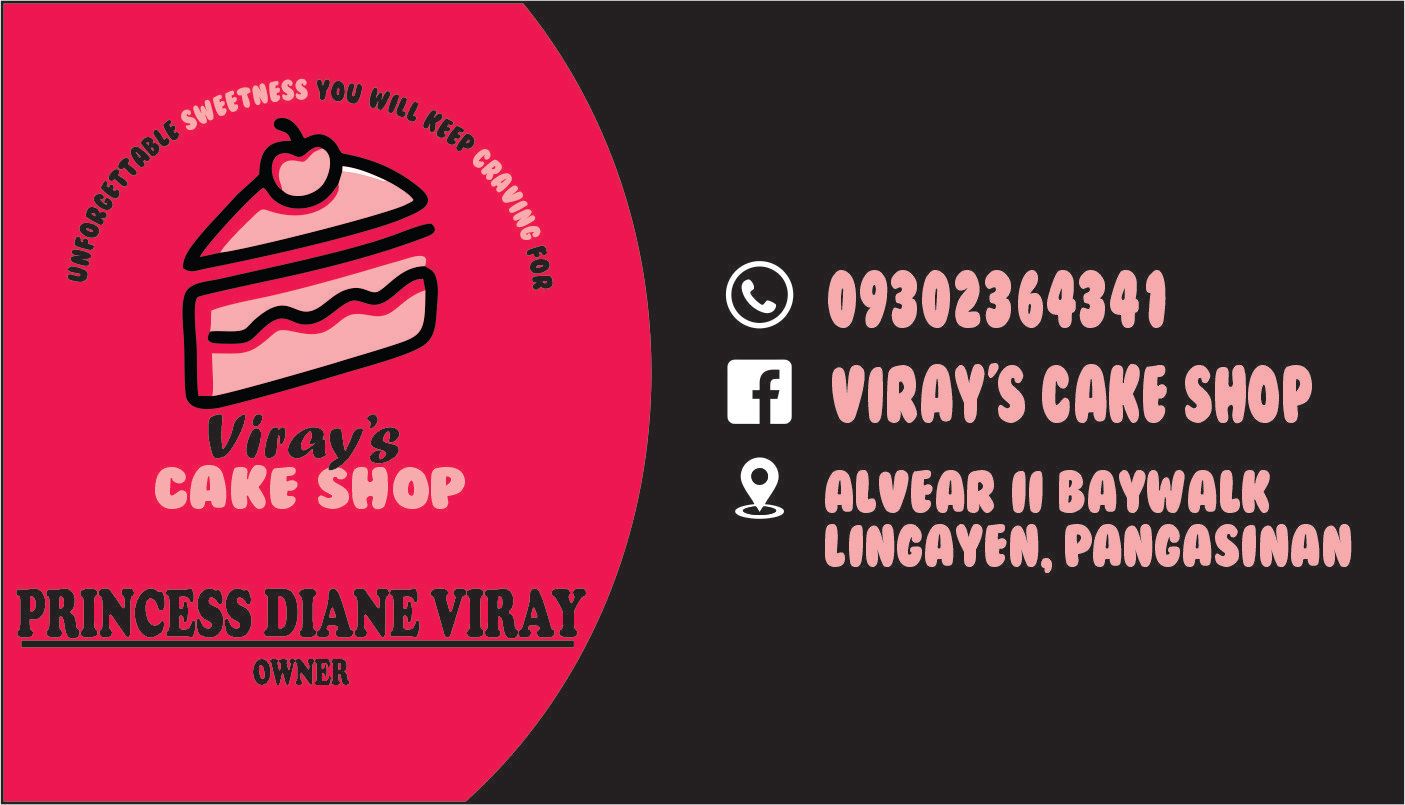 UNFORGETTABLE SWEETNESS YOU WILL KEEP CRAVING FOR
Viray's
CAKE SHOP
PRINCESS DIANE VIRAY
OWNER
09302364341
VIRAY'S CAKE SHOP
ALVEAR II BAYWALK
LINGAYEN, PANGASINAN